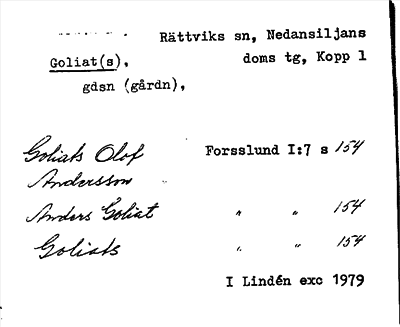 Rättviks sn, Nedansiljans
Goliat(s), doms tg, Kopp 1
gdsn (gårdn),
Goliats Olof Forsslund I:7 s 154
Andersson
Anders Goliat " " 154
Goliats " " 154
I Lindén exc 1979